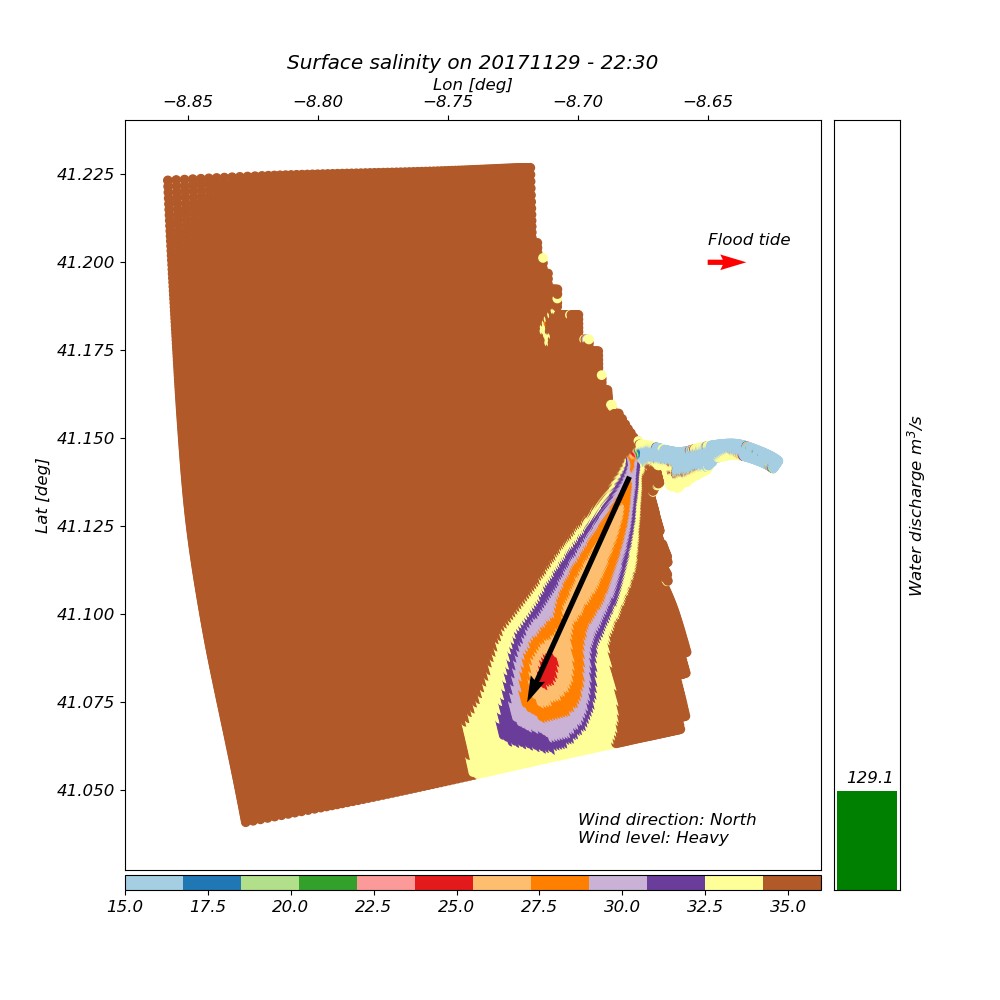 Surface salinity on 20171129 - 22:30
Lon [deg]
−8.85 −8.80 −8.75 −8.70 −8.65
41.225
41.200
41.175
41.150
41.125
41.100
41.075
41.050
Lat [deg]
Flood tide
Wind direction: North
Wind level: Heavy
129.1
Water discharge m³/s
15.0 17.5 20.0 22.5 25.0 27.5 30.0 32.5 35.0